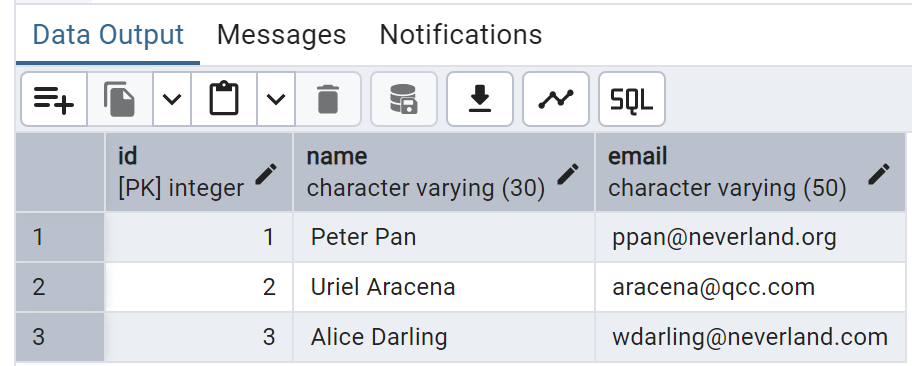 Data Output Messages Notifications
SQL
id name email
[PK] integer character varying (30) character varying (50)
1 1 Peter Pan ppan@neverland.org
2 2 Uriel Aracena aracena@qcc.com
3 3 Alice Darling wdarling@neverland.com